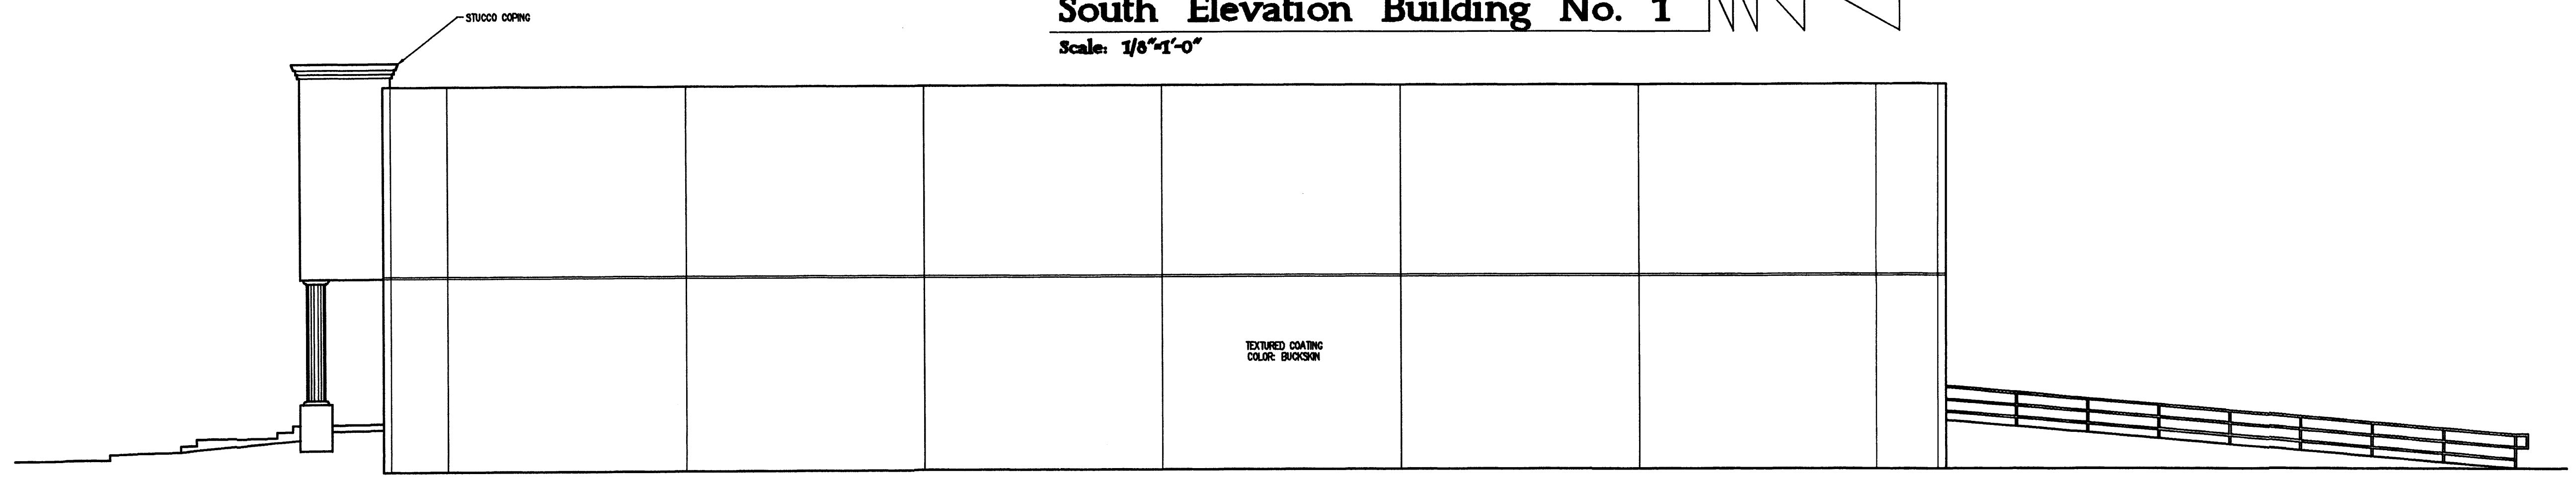 STUCCO COPING
South Elevation Building No. 1
Scale: 1/8"=1'-0"
TEXTURED COATING
COLOR: BUCKSKIN